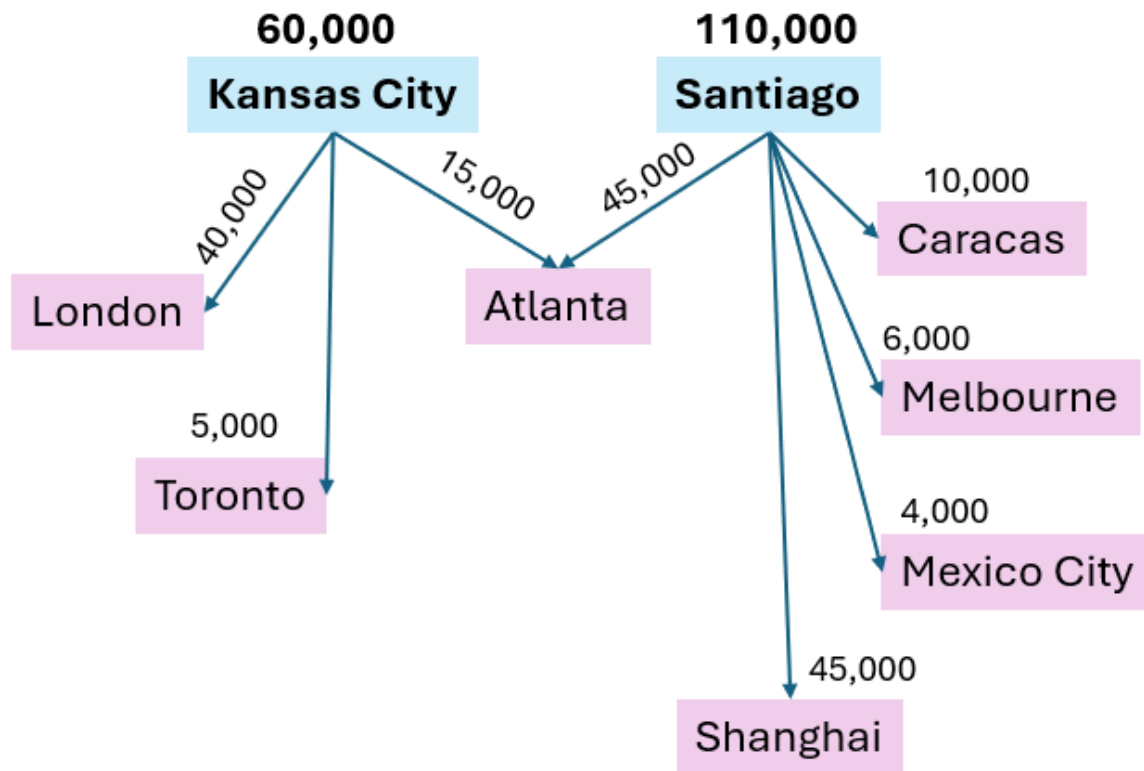 60,000
110,000
Kansas City
Santiago
40,000
15,000
45,000
10,000
Caracas
London
Atlanta
6,000
Melbourne
5,000
Toronto
4,000
Mexico City
45,000
Shanghai